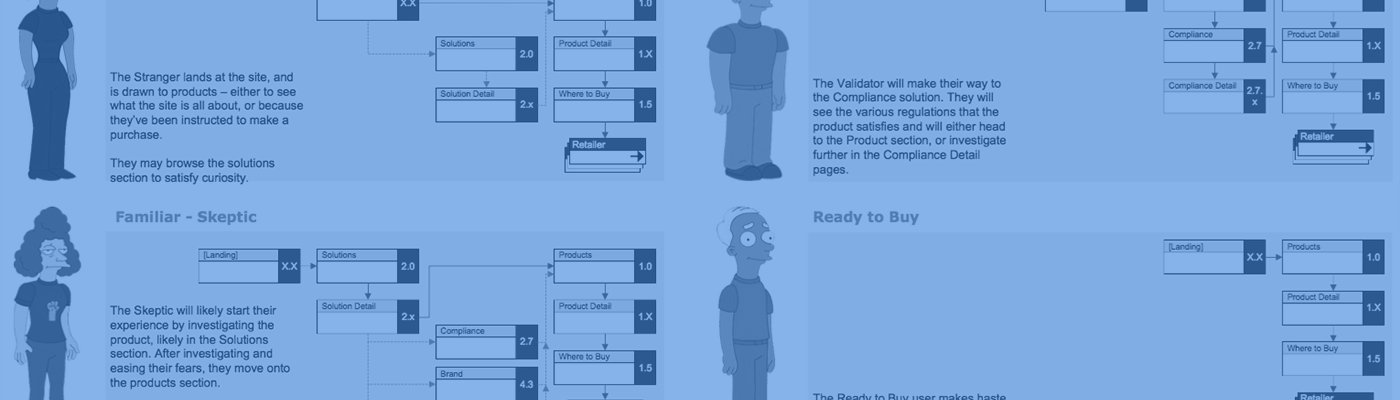 X.X
1.0
Solutions
2.0
Product Detail
1.X
Solution Detail
2.x
Where to Buy
1.5
Retailer
The Stranger lands at the site, and
is drawn to products – either to see
what the site is all about, or because
they've been instructed to make a
purchase.
They may browse the solutions
section to satisfy curiosity.
Compliance
2.7
Product Detail
1.X
Compliance Detail
2.7.
x
Where to Buy
1.5
Retailer
The Validator will make their way to
the Compliance solution. They will
see the various regulations that the
product satisfies and will either head
to the Product section, or investigate
further in the Compliance Detail
pages.
Familiar - Skeptic
[Landing]
X.X
Solutions
2.0
Products
1.0
Solution Detail
2.x
Product Detail
1.X
Compliance
2.7
Where to Buy
1.5
Brand
4.3
The Skeptic will likely start their
experience by investigating the
product, likely in the Solutions
section. After investigating and
easing their fears, they move onto
the products section.
Ready to Buy
[Landing]
X.X
Products
1.0
Product Detail
1.X
Where to Buy
1.5
Retailer
The Ready to Buy user makes haste